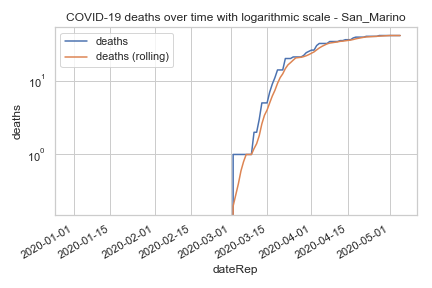 COVID-19 deaths over time with logarithmic scale - San_Marino
deaths
deaths (rolling)
deaths
10^1
10^0
2020-01-01
2020-01-15
2020-02-01
2020-02-15
2020-03-01
2020-03-15
2020-04-01
2020-04-15
2020-05-01
dateRep